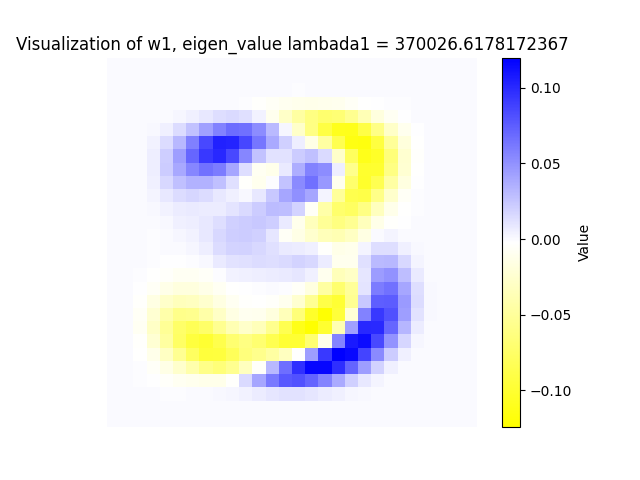 Visualization of w1, eigen_value lambada1 = 370026.6178172367
0.10
0.05
0.00
−0.05
−0.10
Value